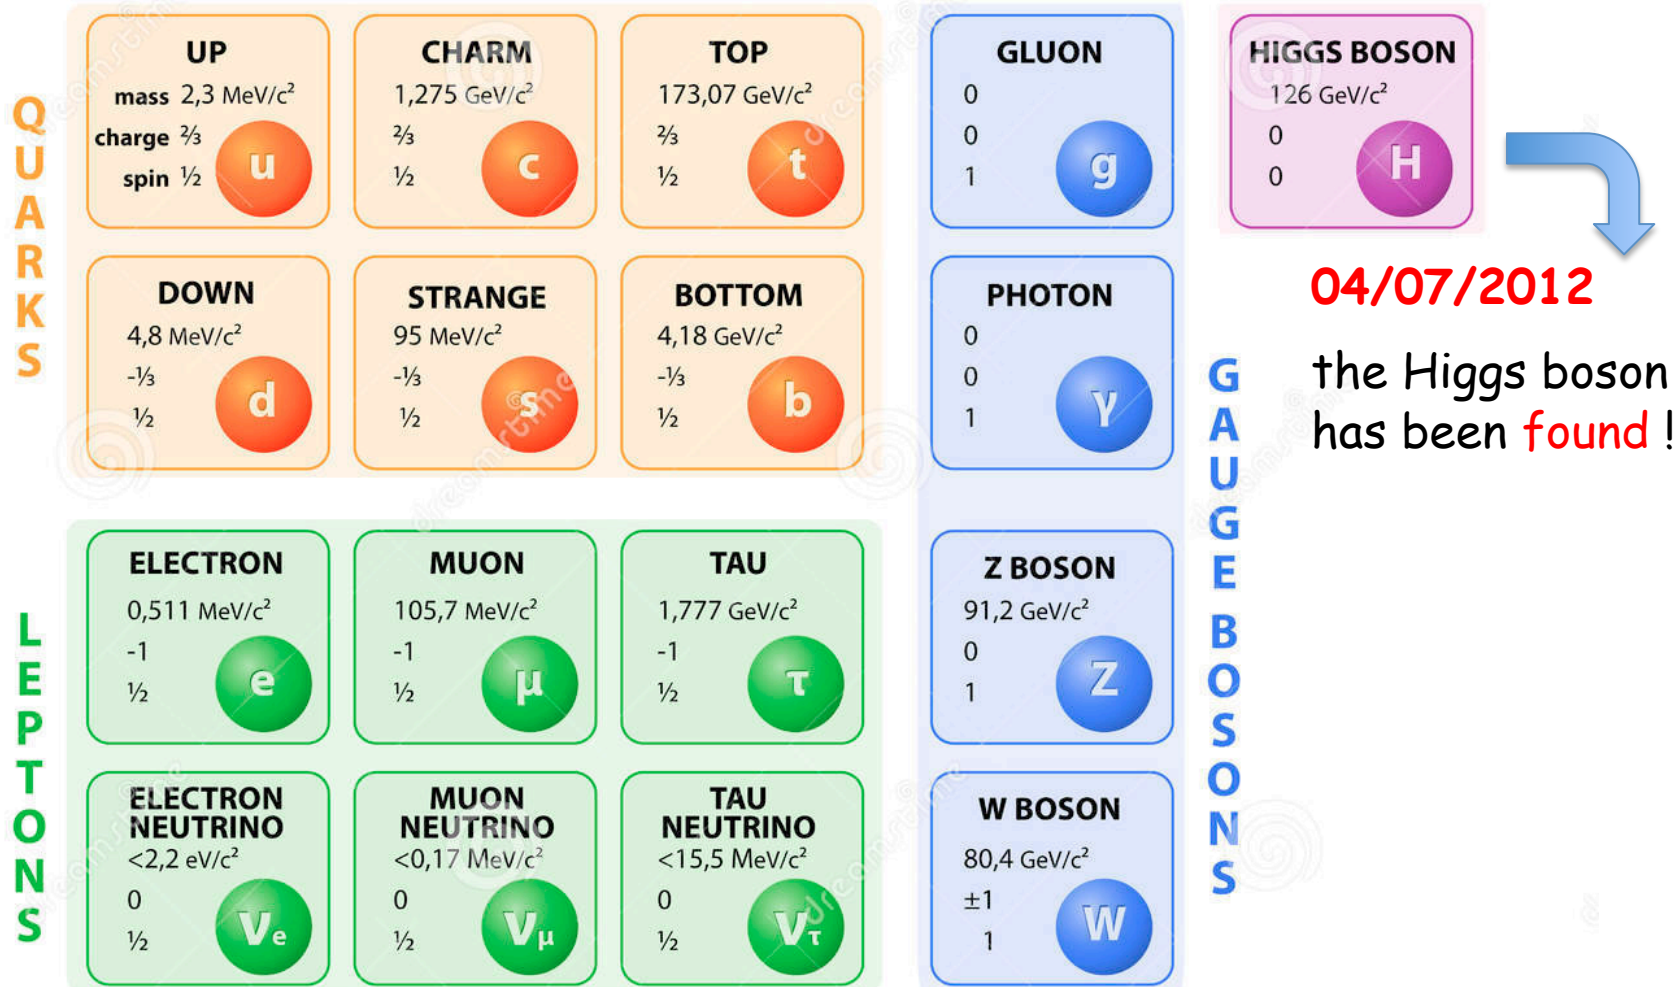 QUARKS
UP
mass 2,3 MeV/c²
charge ⅔
spin ½
u
CHARM
1,275 GeV/c²
⅔
½
c
TOP
173,07 GeV/c²
⅔
½
t
DOWN
4,8 MeV/c²
-⅓
½
d
STRANGE
95 MeV/c²
-⅓
½
s
BOTTOM
4,18 GeV/c²
-⅓
½
b
LEPTONS
ELECTRON
0,511 MeV/c²
-1
½
e
MUON
105,7 MeV/c²
-1
½
μ
TAU
1,777 GeV/c²
-1
½
τ
ELECTRON
NEUTRINO
<2,2 eV/c²
0
½
νe
MUON
NEUTRINO
<0,17 MeV/c²
0
½
νμ
TAU
NEUTRINO
<15,5 MeV/c²
0
½
ντ
GLUON
0
0
1
g
PHOTON
0
0
1
γ
Z BOSON
91,2 GeV/c²
0
1
Z
W BOSON
80,4 GeV/c²
±1
1
W
GAUGE BOSONS
HIGGS BOSON
126 GeV/c²
0
0
H
04/07/2012
the Higgs boson
has been found !
dreamstime